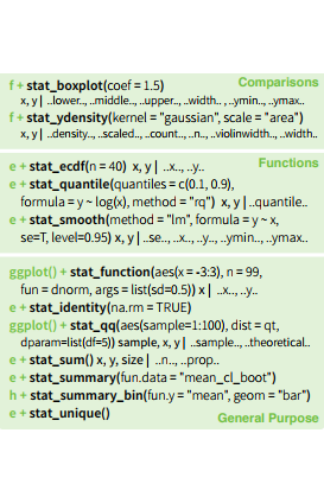 f + stat_boxplot(coef = 1.5) Comparisons
x, y | ..lower.., ..middle.., ..upper.., ..width.. , ..ymin.., ..ymax..
f + stat_ydensity(kernel = "gaussian", scale = "area")
x, y | ..density.., ..scaled.., ..count.., ..n.., ..violinwidth.., ..width..
e + stat_ecdf(n = 40) x, y | ..x.., ..y.. Functions
e + stat_quantile(quantiles = c(0.1, 0.9),
formula = y ~ log(x), method = "rq") x, y | ..quantile..
e + stat_smooth(method = "lm", formula = y ~ x,
se=T, level=0.95) x, y | ..se.., ..x.., ..y.., ..ymin.., ..ymax..
ggplot() + stat_function(aes(x = -3:3), n = 99,
fun = dnorm, args = list(sd=0.5)) x | ..x.., ..y..
e + stat_identity(na.rm = TRUE)
ggplot() + stat_qq(aes(sample=1:100), dist = qt,
dparam=list(df=5)) sample, x, y | ..sample.., ..theoretical..
e + stat_sum() x, y, size | ..n.., ..prop..
e + stat_summary(fun.data = "mean_cl_boot")
h + stat_summary_bin(fun.y = "mean", geom = "bar")
e + stat_unique()
General Purpose